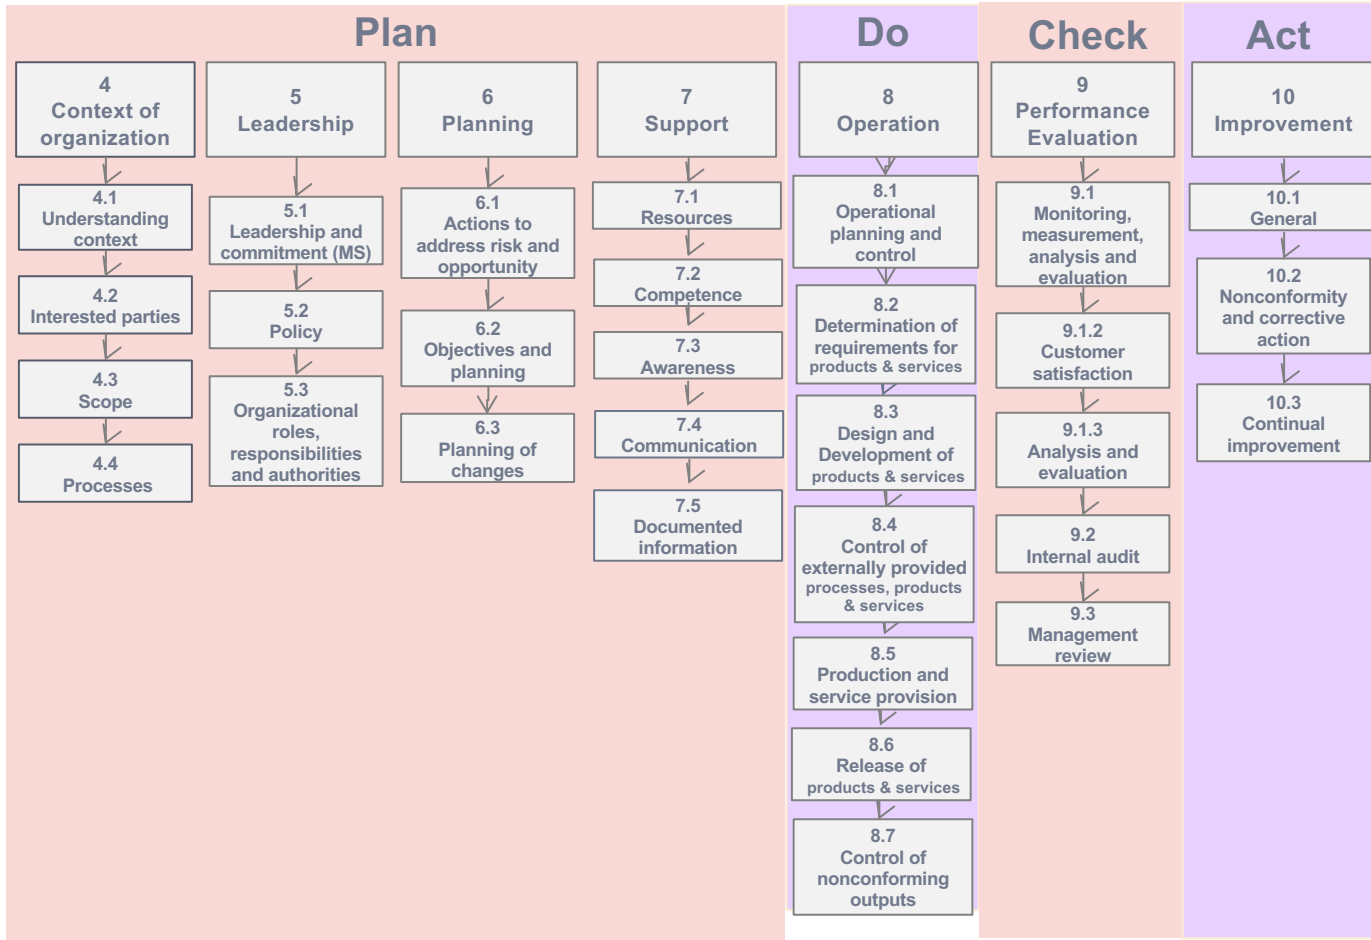 Plan
4
Context of
organization
4.1
Understanding
context
4.2
Interested parties
4.3
Scope
4.4
Processes
5
Leadership
5.1
Leadership and
commitment (MS)
5.2
Policy
5.3
Organizational
roles,
responsibilities
and authorities
6
Planning
6.1
Actions to
address risk and
opportunity
6.2
Objectives and
planning
6.3
Planning of
changes
7
Support
7.1
Resources
7.2
Competence
7.3
Awareness
7.4
Communication
7.5
Documented
information
Do
8
Operation
8.1
Operational
planning and
control
8.2
Determination of
requirements for
products & services
8.3
Design and
Development of
products & services
8.4
Control of
externally provided
processes, products
& services
8.5
Production and
service provision
8.6
Release of
products & services
8.7
Control of
nonconforming
outputs
Check
9
Performance
Evaluation
9.1
Monitoring,
measurement,
analysis and
evaluation
9.1.2
Customer
satisfaction
9.1.3
Analysis and
evaluation
9.2
Internal audit
9.3
Management
review
Act
10
Improvement
10.1
General
10.2
Nonconformity
and corrective
action
10.3
Continual
improvement